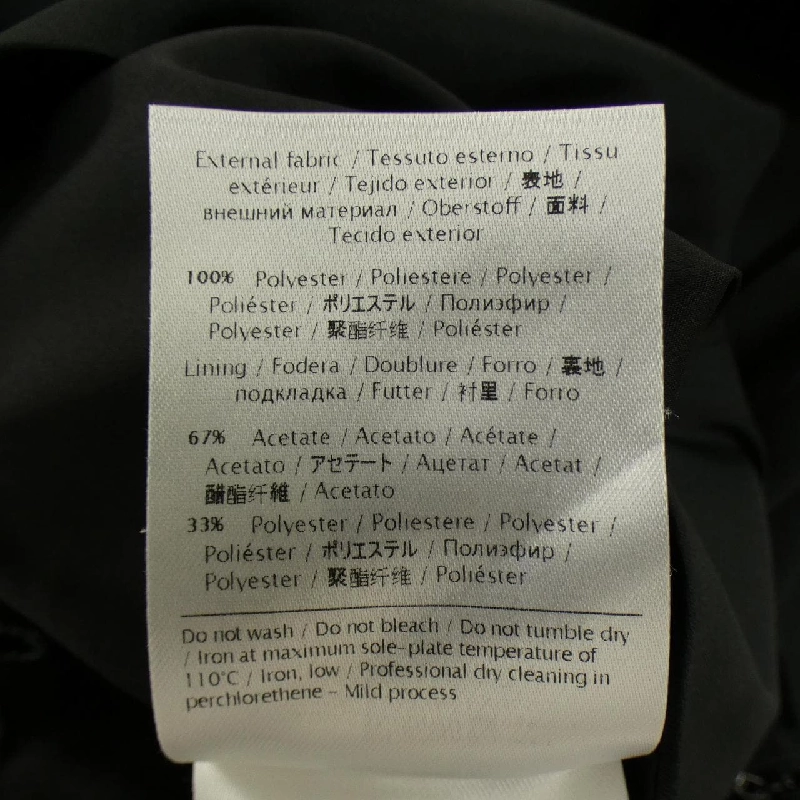 External fabric / Tessuto esterno / Tissu
extérieur / Tejido exterior / 表地 /
внешний материал / Oberstoff / 面料 /
Tecido exterior
100% Polyester / Poliestere / Polyester /
Poliéster / ポリエステル / Полиэфир /
Polyester / 聚酯纤维 / Poliéster
Lining / Fodera / Doublure / Forro / 裏地 /
подкладка / Futter / 衬里 / Forro
67% Acetate / Acetato / Acétate /
Acetato / アセテート / Ацетат / Acetat /
醋酯纤維 / Acetato
33% Polyester / Poliestere / Polyester /
Poliéster / ポリエステル / Полиэфир /
Polyester / 聚酯纤维 / Poliéster
Do not wash / Do not bleach / Do not tumble dry
/ Iron at maximum sole-plate temperature of
110°C / Iron, low / Professional dry cleaning in
perchlorethene - Mild process